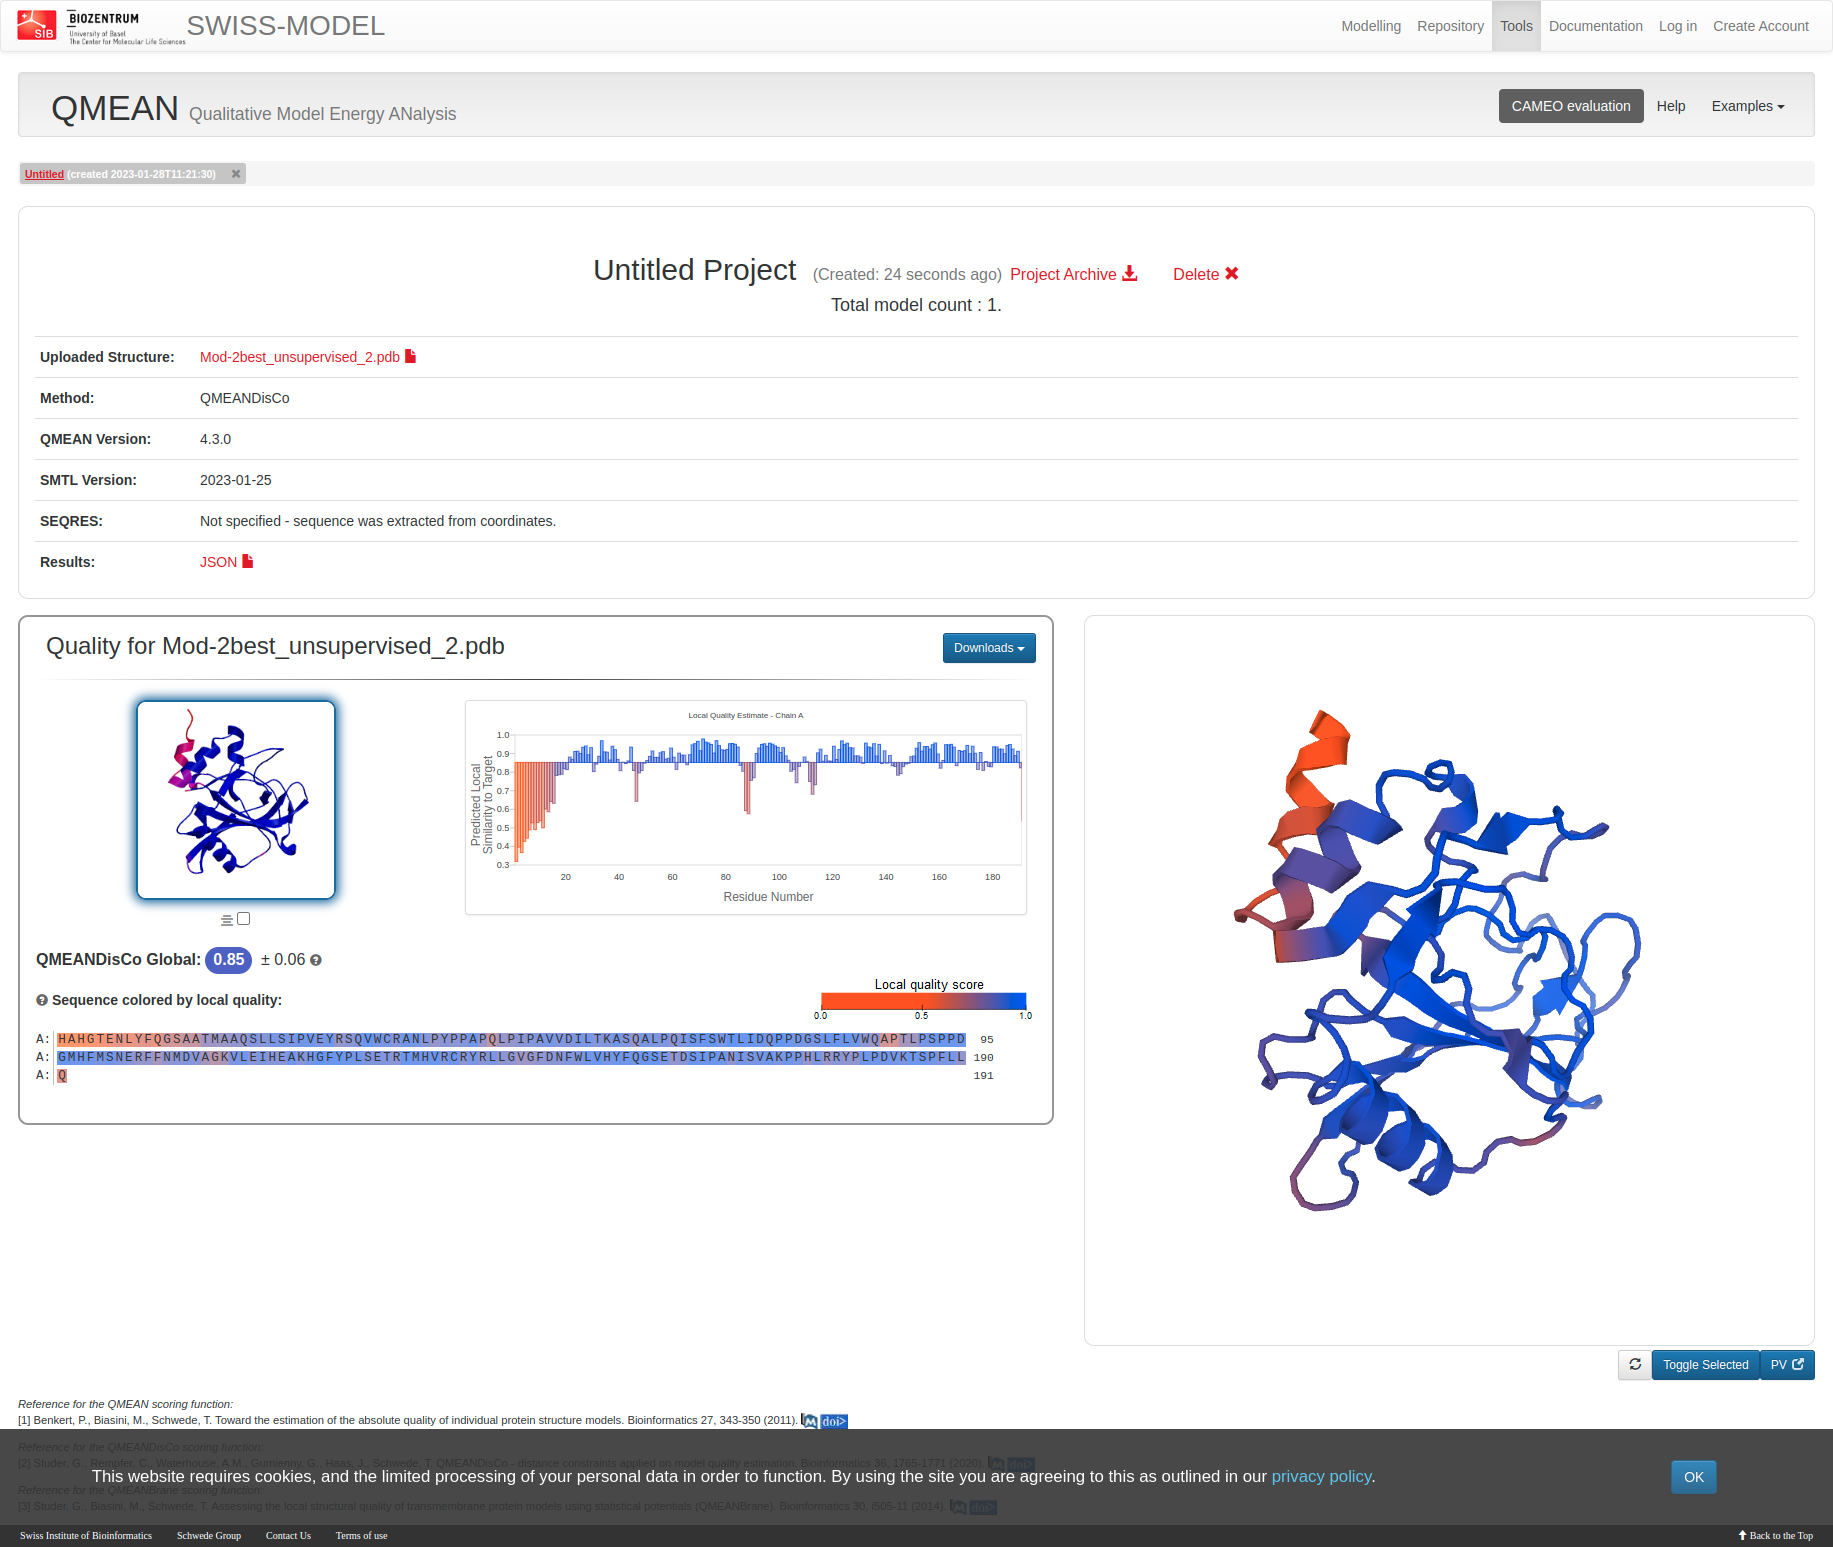 SIB
BIOZENTRUM
University of Basel
The Center for Molecular Life Sciences
SWISS-MODEL
Modelling Repository Tools Documentation Log in Create Account
QMEAN Qualitative Model Energy ANalysis
CAMEO evaluation Help Examples
Untitled (created 2023-01-28T11:21:30)
Untitled Project (Created: 24 seconds ago) Project Archive Delete
Total model count : 1.
Uploaded Structure: Mod-2best_unsupervised_2.pdb
Method: QMEANDisCo
QMEAN Version: 4.3.0
SMTL Version: 2023-01-25
SEQRES: Not specified - sequence was extracted from coordinates.
Results: JSON
Quality for Mod-2best_unsupervised_2.pdb
Downloads
Local Quality Estimate - Chain A
Predicted Local
Similarity to Target
1.0
0.9
0.8
0.7
0.6
0.5
0.4
0.3
20 40 60 80 100 120 140 160 180
Residue Number
QMEANDisCo Global: 0.85 ± 0.06
Sequence colored by local quality:
Local quality score
0.0 0.5 1.0
A: HAHGTENLYFQGSAATMAAQSLLSIPVEYRSQVWCRANLPYPPAPQLPIPAVVDILTKASQALPQISFSWTLIDQPPDGSLFLVWQAPTLPSPPD 95
A: GMHFMSNERFFNMDVAGKVLEIHEAKHGFYPLSETRTMHVRCRYRLLGVGFDNFWLVHYFQGSETDSIPANISVAKPPHLRRYPLPDVKTSPFLL 190
A: Q 191
Toggle Selected PV
Reference for the QMEAN scoring function:
[1] Benkert, P., Biasini, M., Schwede, T. Toward the estimation of the absolute quality of individual protein structure models. Bioinformatics 27, 343-350 (2011). M doi>
Reference for the QMEANDisCo scoring function:
[2] Studer, G., Rempfer, C., Waterhouse, A.M., Gumienny, G., Haas, J., Schwede, T. QMEANDisCo - distance constraints applied on model quality estimation. Bioinformatics 36, 1765-1771 (2020). M doi>
This website requires cookies, and the limited processing of your personal data in order to function. By using the site you are agreeing to this as outlined in our privacy policy.
OK
Reference for the QMEANBrane scoring function:
[3] Studer, G., Biasini, M., Schwede, T. Assessing the local structural quality of transmembrane protein models using statistical potentials (QMEANBrane). Bioinformatics 30, i505-11 (2014). M doi>
Swiss Institute of Bioinformatics Schwede Group Contact Us Terms of use Back to the Top